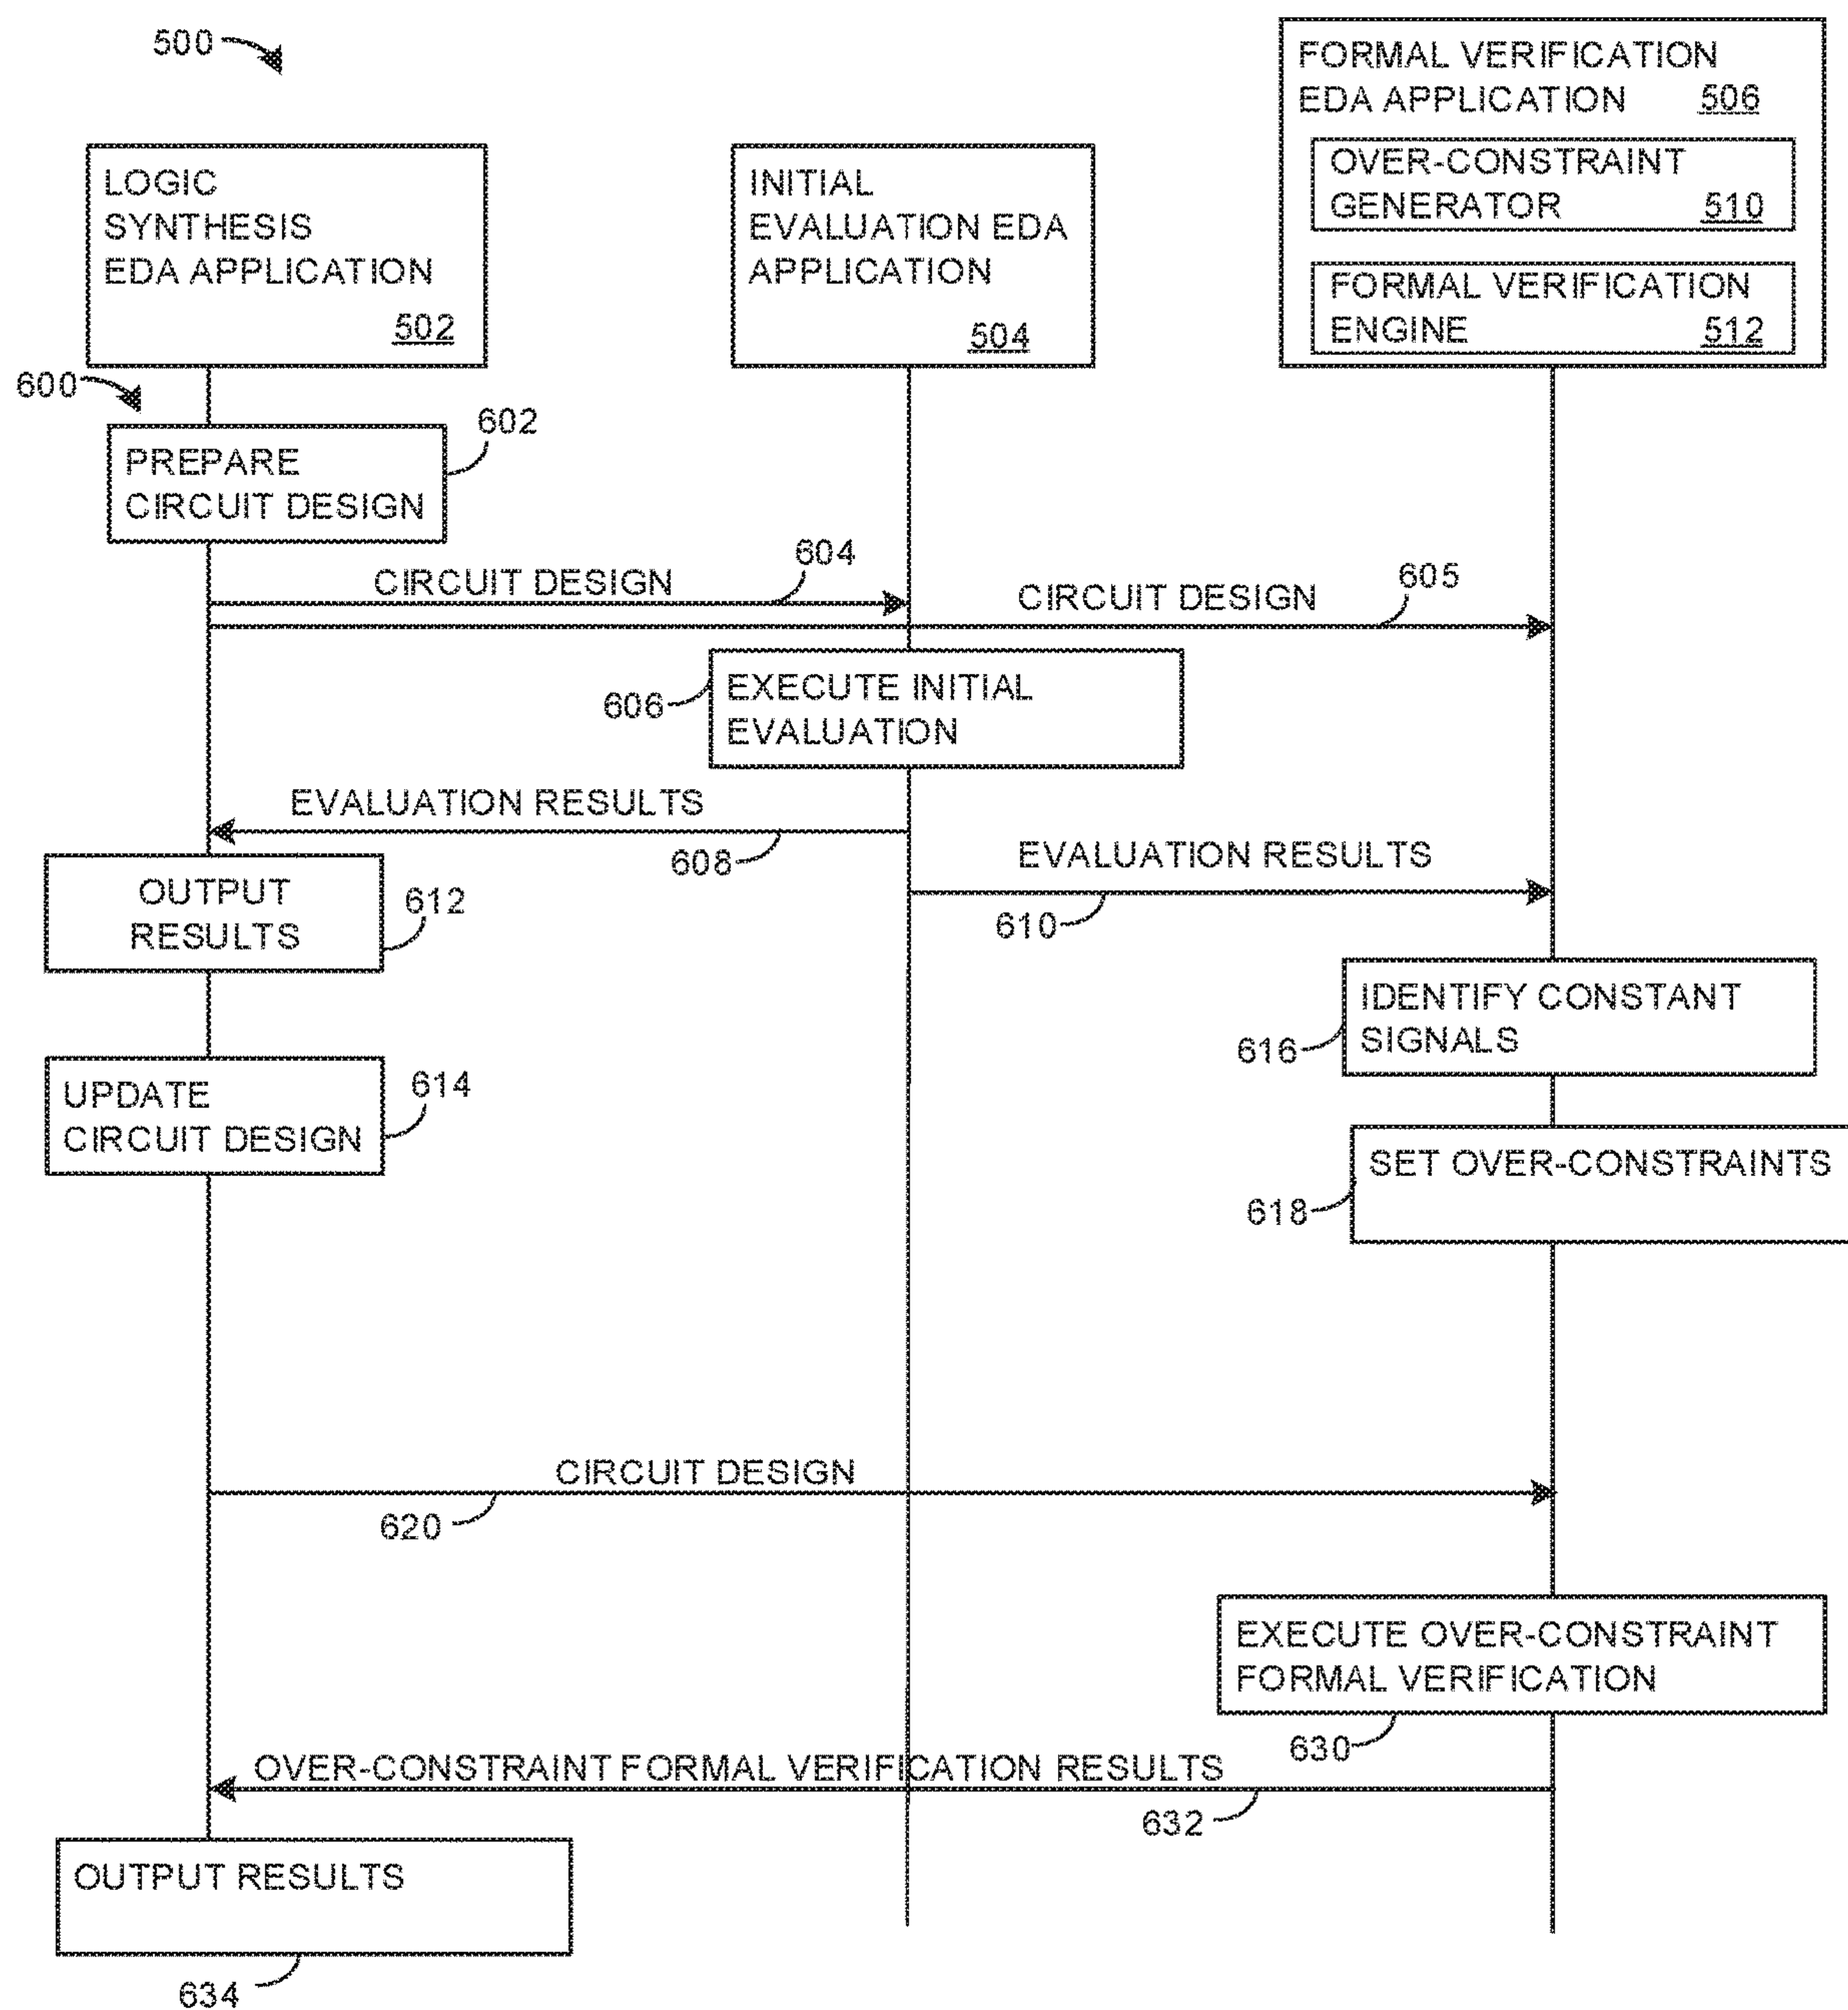 500
LOGIC
SYNTHESIS
EDA APPLICATION
502
INITIAL
EVALUATION EDA
APPLICATION
504
FORMAL VERIFICATION
EDA APPLICATION 506
OVER-CONSTRAINT
GENERATOR 510
FORMAL VERIFICATION
ENGINE 512
600
602
PREPARE
CIRCUIT DESIGN
604
CIRCUIT DESIGN
605
CIRCUIT DESIGN
606
EXECUTE INITIAL
EVALUATION
EVALUATION RESULTS
608
EVALUATION RESULTS
610
OUTPUT
RESULTS
612
IDENTIFY CONSTANT
SIGNALS
616
UPDATE
CIRCUIT DESIGN
614
SET OVER-CONSTRAINTS
618
CIRCUIT DESIGN
620
EXECUTE OVER-CONSTRAINT
FORMAL VERIFICATION
630
OVER-CONSTRAINT FORMAL VERIFICATION RESULTS
632
OUTPUT RESULTS
634